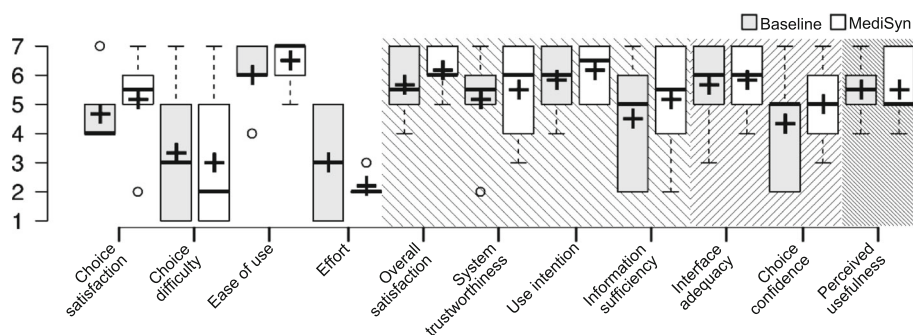 Baseline MediSyn
7
6
5
4
3
2
1
Choice
satisfaction
Choice
difficulty
Ease of use
Effort
Overall
satisfaction
System
trustworthiness
Use intention
Information
sufficiency
Interface
adequacy
Choice
confidence
Perceived
usefulness